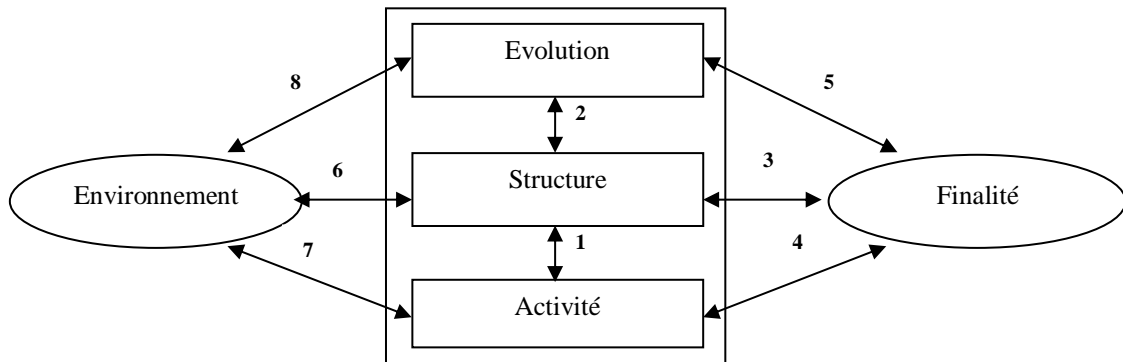 Evolution
8
5
2
Environnement
6
Structure
3
Finalité
7
1
4
Activité